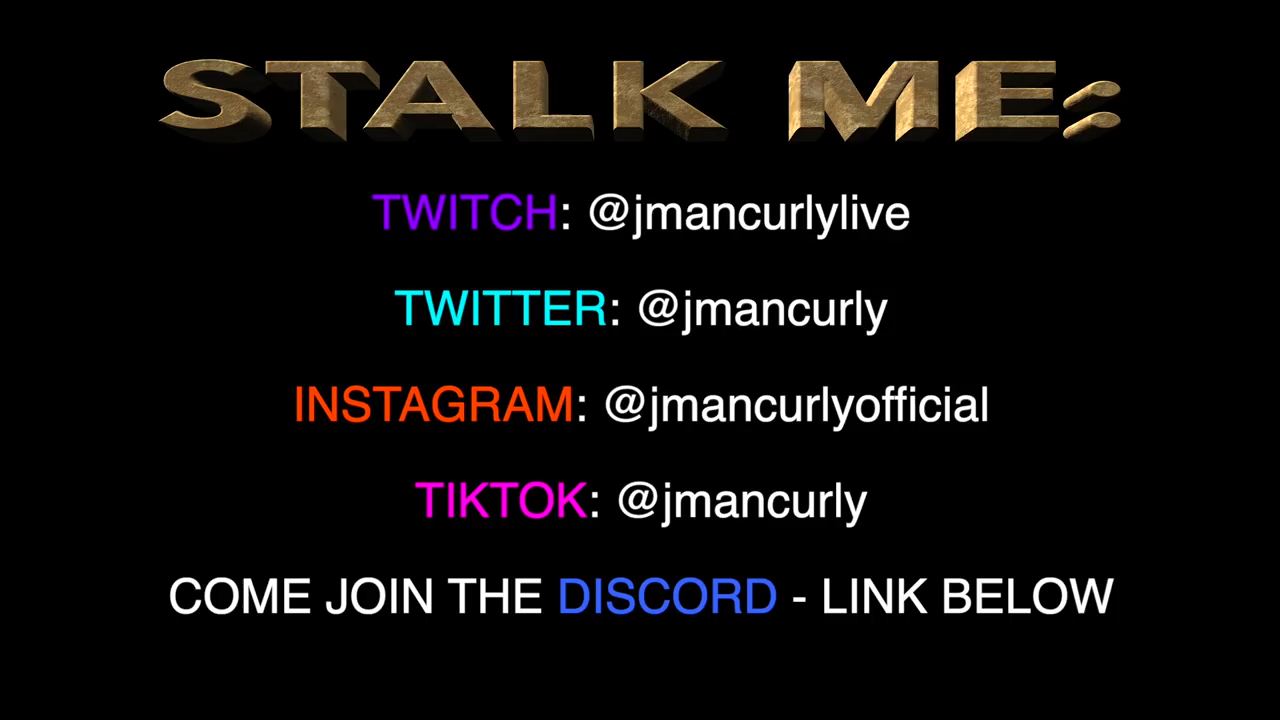 STALK ME:
TWITCH: @jmancurlylive
TWITTER: @jmancurly
INSTAGRAM: @jmancurlyofficial
TIKTOK: @jmancurly
COME JOIN THE DISCORD - LINK BELOW